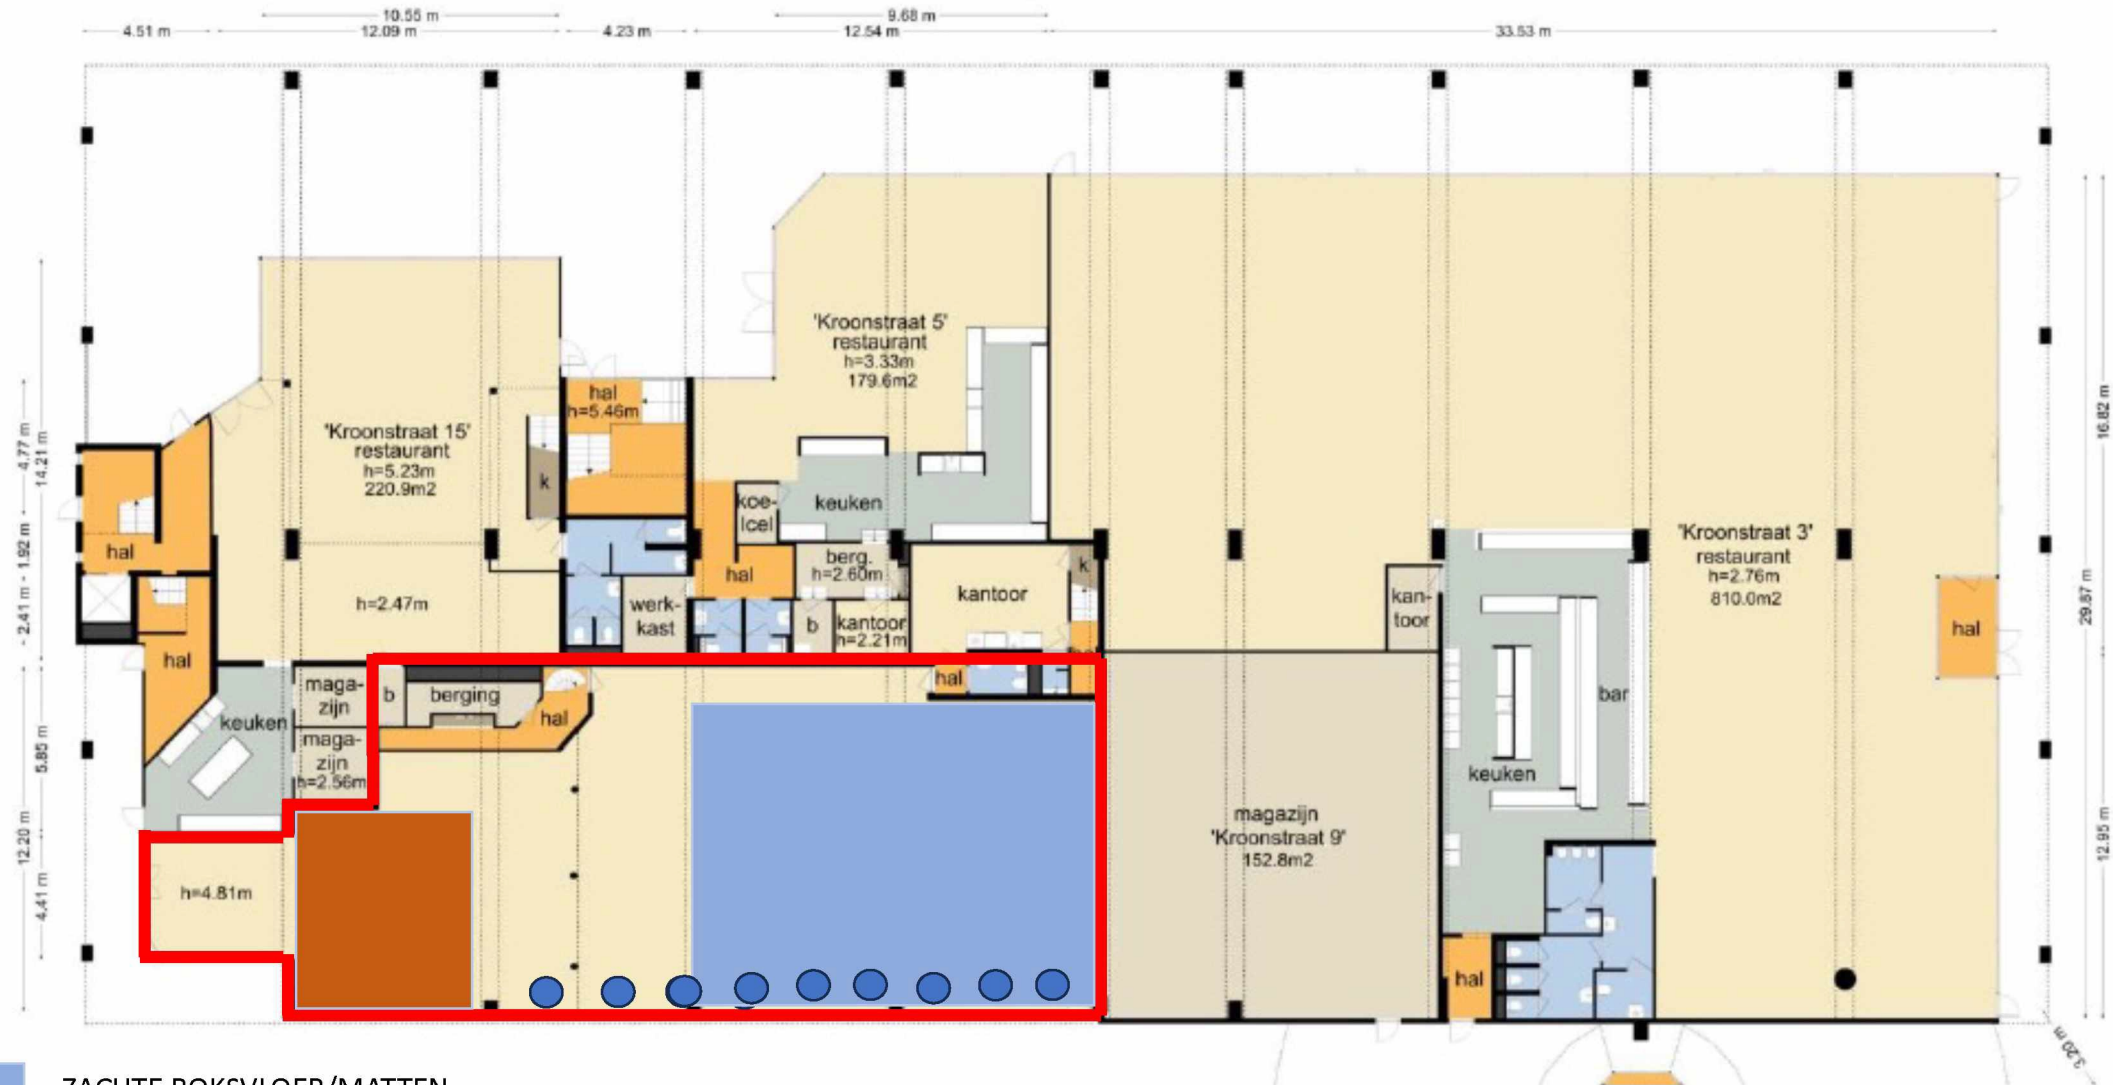 10.55 m
9.68 m
4.51 m
12.09 m
4.23 m
12.54 m
33.53 m
'Kroonstraat 5'
restaurant
h=3.33m
179.6m2
hal
h=5.46m
'Kroonstraat 15'
restaurant
h=5.23m
220.9m2
k
koe-
lcel
keuken
4.77 m
14.21 m
16.82 m
hal
hal
berg.
h=2.60m
kantoor
k
'Kroonstraat 3'
restaurant
h=2.76m
810.0m2
1.92 m
2.41 m
29.87 m
h=2.47m
werk-
kast
b
kantoor
h=2.21m
kan-
toor
hal
hal
maga-
zijn
b
berging
hal
hal
keuken
maga-
zijn
h=2.56m
bar
keuken
5.85 m
12.20 m
4.41 m
12.95 m
magazijn
'Kroonstraat 9'
152.8m2
h=4.81m
hal
3.20 m
ZACHTE BOKSVLOER/MATTEN